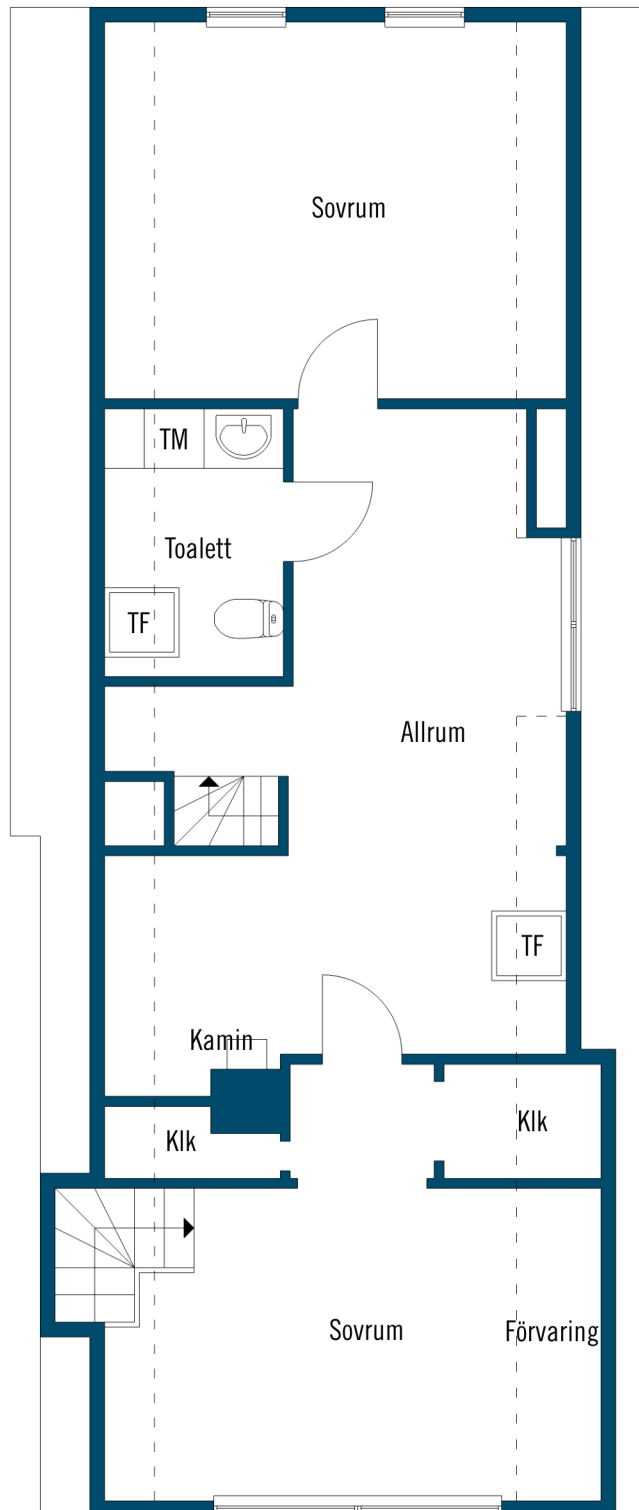 Sovrum
TM
Toalett
TF
Allrum
TF
Kamin
Klk
Klk
Sovrum
Förvaring